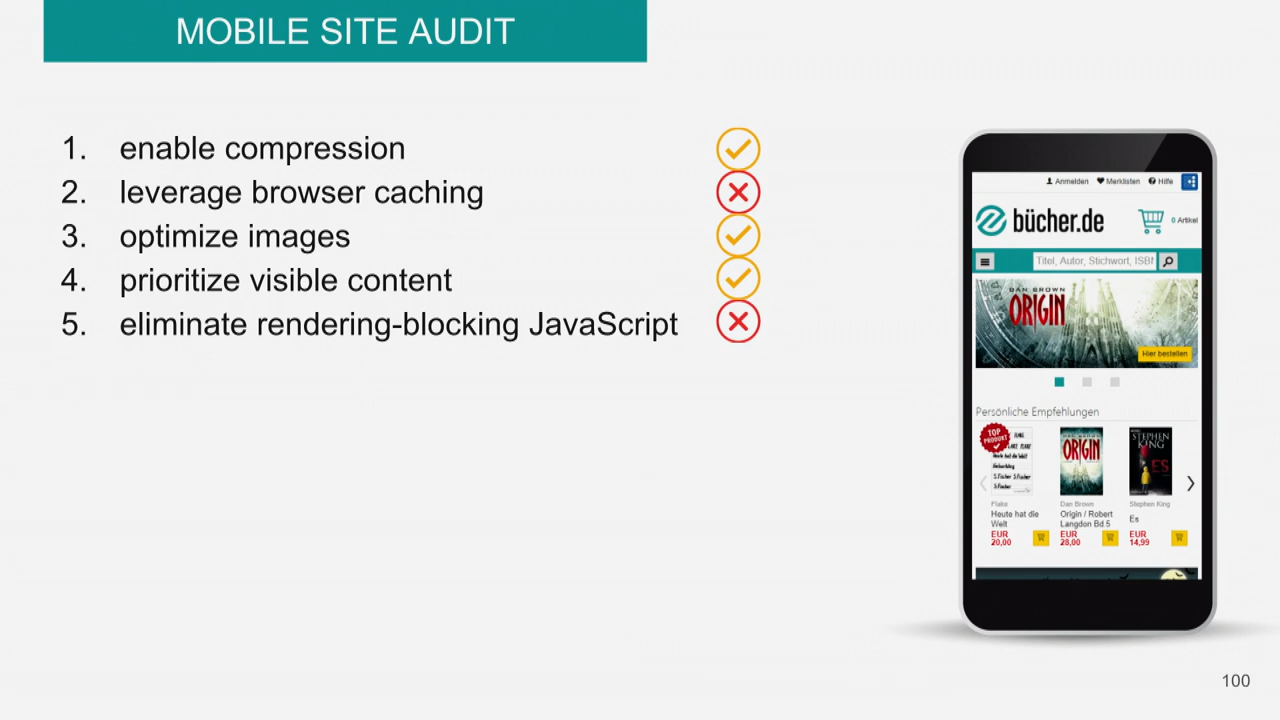 MOBILE SITE AUDIT
1. enable compression
2. leverage browser caching
3. optimize images
4. prioritize visible content
5. eliminate rendering-blocking JavaScript
Anmelden Merklisten Hilfe
bücher.de
0 Artikel
Titel, Autor, Stichwort, ISBN
DAN BROWN
ORIGIN
Hier bestellen
Persönliche Empfehlungen
TOP
PRODUKT
ORIGIN
STEPHEN
KING
ES
Flake
Heute hat die
Welt
EUR
20,00
Dan Brown
Origin / Robert
Langdon Bd.5
EUR
28,00
Stephen King
Es
EUR
14,99
100